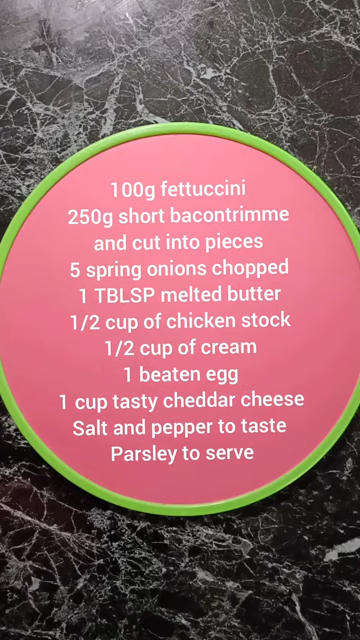 100g fettuccini
250g short bacontrimme
and cut into pieces
5 spring onions chopped
1 TBLSP melted butter
1/2 cup of chicken stock
1/2 cup of cream
1 beaten egg
1 cup tasty cheddar cheese
Salt and pepper to taste
Parsley to serve